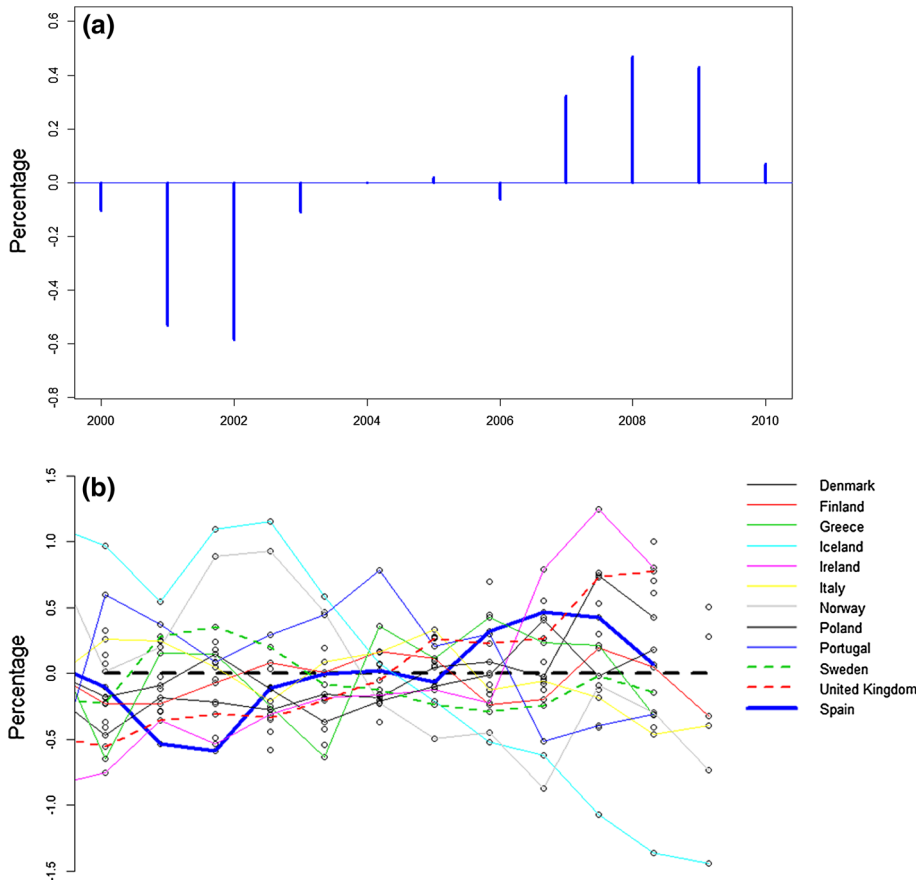 (a)
Percentage
0.6
0.4
0.2
0.0
-0.2
-0.4
-0.6
-0.8
2000 2002 2004 2006 2008 2010
(b)
Percentage
1.5
1.0
0.5
0.0
-0.5
-1.0
-1.5
Denmark
Finland
Greece
Iceland
Ireland
Italy
Norway
Poland
Portugal
Sweden
United Kingdom
Spain